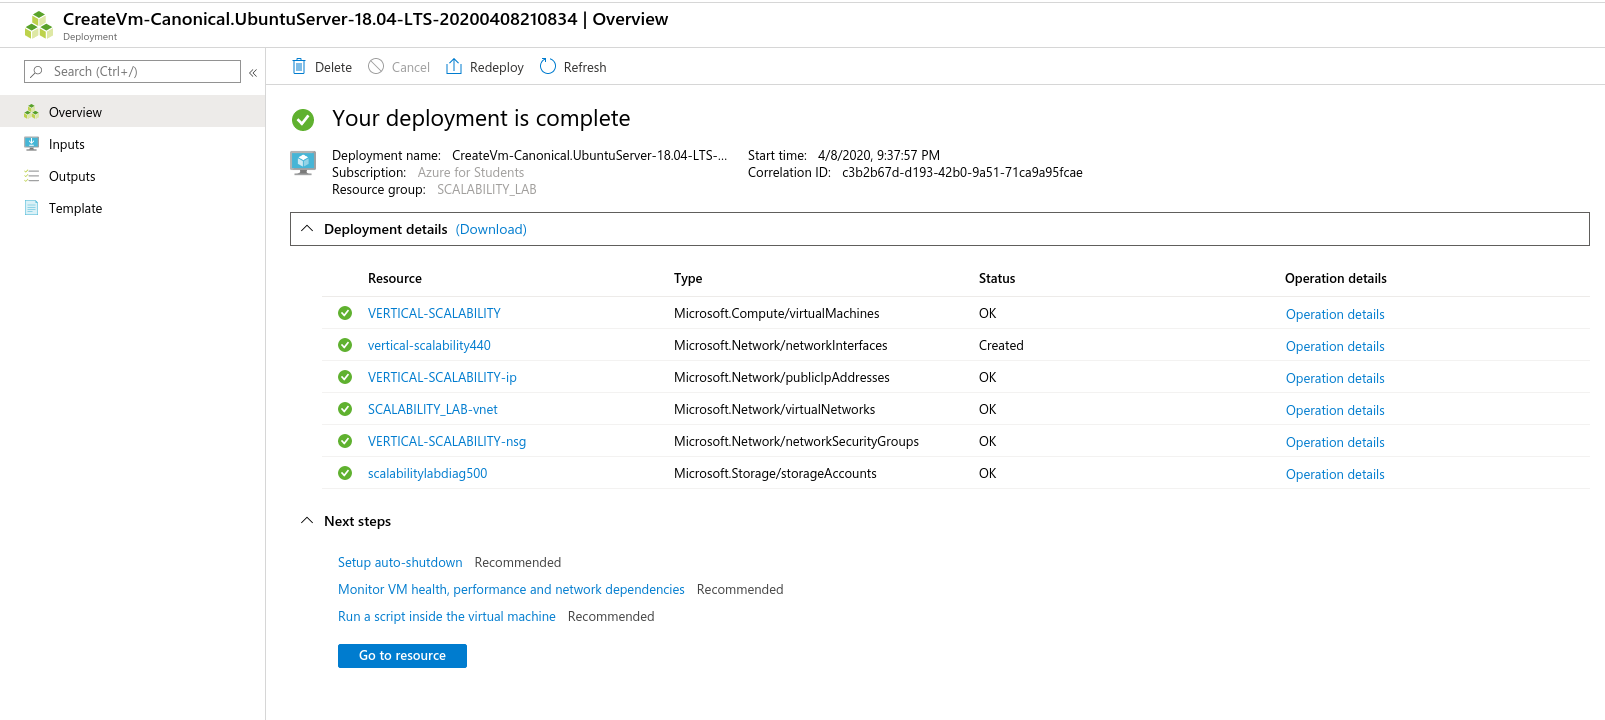 CreateVm-Canonical.UbuntuServer-18.04-LTS-20200408210834 | Overview
Deployment
Search (Ctrl+/)
«
Delete
Cancel
Redeploy
Refresh
Overview
Inputs
Outputs
Template
Your deployment is complete
Deployment name: CreateVm-Canonical.UbuntuServer-18.04-LTS-... Start time: 4/8/2020, 9:37:57 PM
Subscription: Azure for Students Correlation ID: c3b2b67d-d193-42b0-9a51-71ca9a95fcae
Resource group: SCALABILITY_LAB
Deployment details (Download)
Resource Type Status Operation details
VERTICAL-SCALABILITY Microsoft.Compute/virtualMachines OK Operation details
vertical-scalability440 Microsoft.Network/networkInterfaces Created Operation details
VERTICAL-SCALABILITY-ip Microsoft.Network/publicIpAddresses OK Operation details
SCALABILITY_LAB-vnet Microsoft.Network/virtualNetworks OK Operation details
VERTICAL-SCALABILITY-nsg Microsoft.Network/networkSecurityGroups OK Operation details
scalabilitylabdiag500 Microsoft.Storage/storageAccounts OK Operation details
Next steps
Setup auto-shutdown Recommended
Monitor VM health, performance and network dependencies Recommended
Run a script inside the virtual machine Recommended
Go to resource